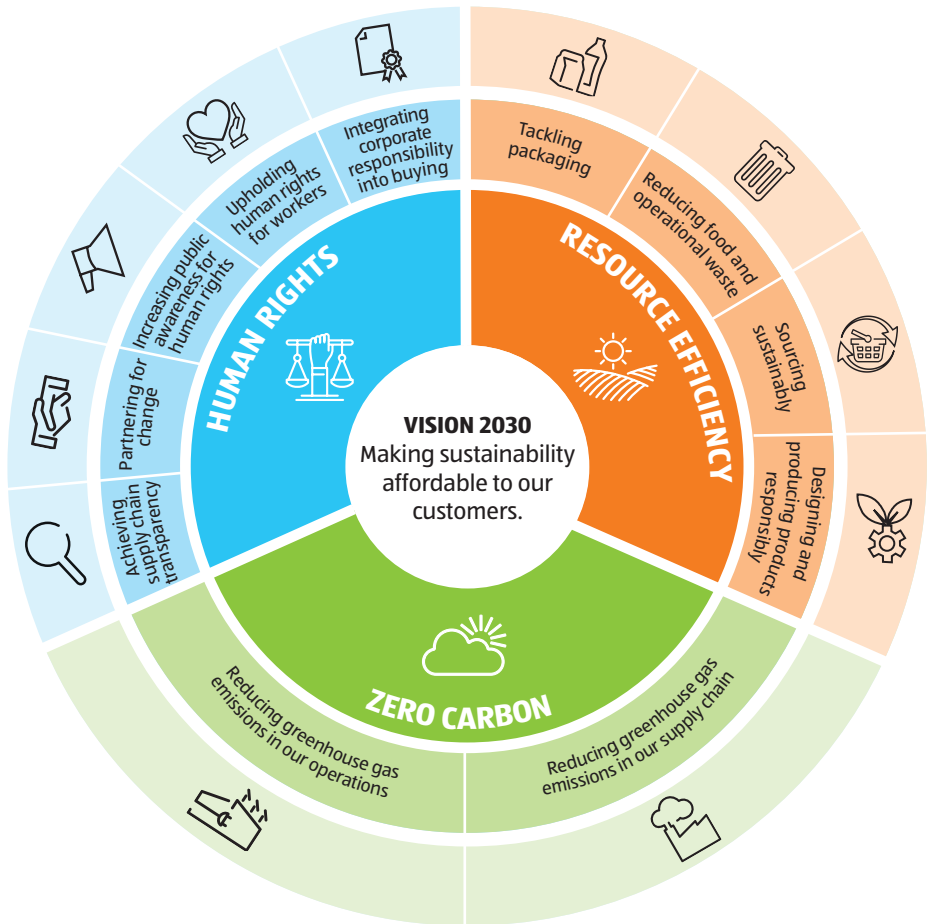 VISION 2030
Making sustainability
affordable to our
customers.
HUMAN RIGHTS
Integrating
corporate
responsibility
into buying
Upholding
human rights
for workers
Increasing public
awareness for
human rights
Partnering for
change
Achieving
supply chain
transparency
RESOURCE EFFICIENCY
Tackling
packaging
Reducing food and
operational waste
Sourcing
sustainably
Designing and
producing products
responsibly
ZERO CARBON
Reducing greenhouse gas
emissions in our operations
Reducing greenhouse gas
emissions in our supply chain